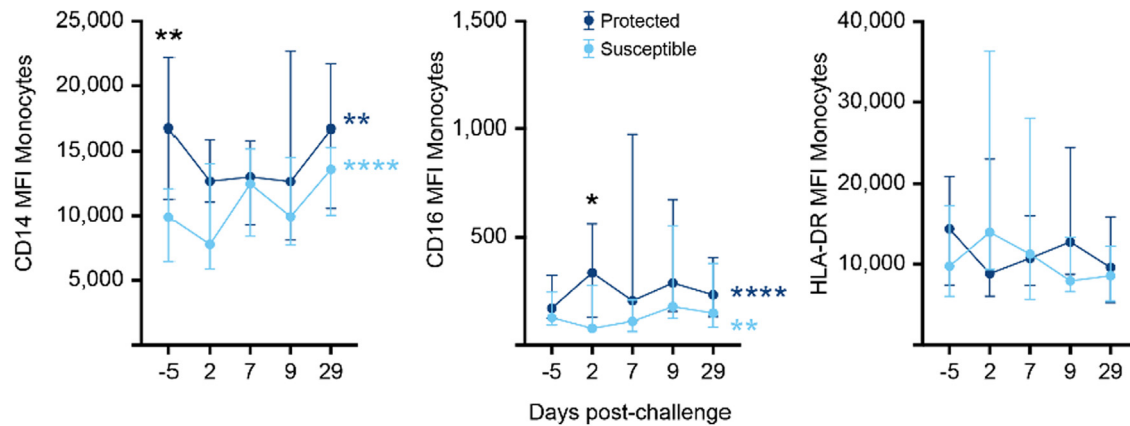 CD14 MFI Monocytes
25,000
20,000
15,000
10,000
5,000
**
**
****
-5 2 7 9 29
CD16 MFI Monocytes
1,500
1,000
500
Protected
Susceptible
*
****
**
-5 2 7 9 29
Days post-challenge
HLA-DR MFI Monocytes
40,000
30,000
20,000
10,000
-5 2 7 9 29